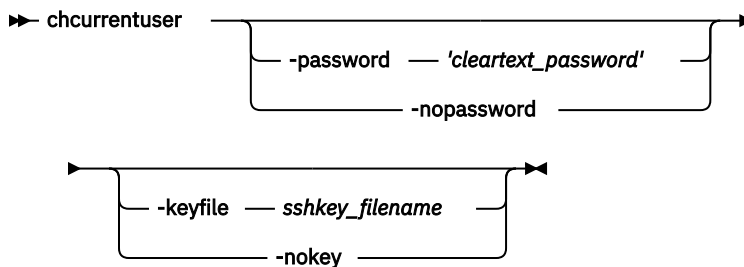 chcurrentuser
-password 'cleartext_password'
-nopassword
-keyfile sshkey_filename
-nokey